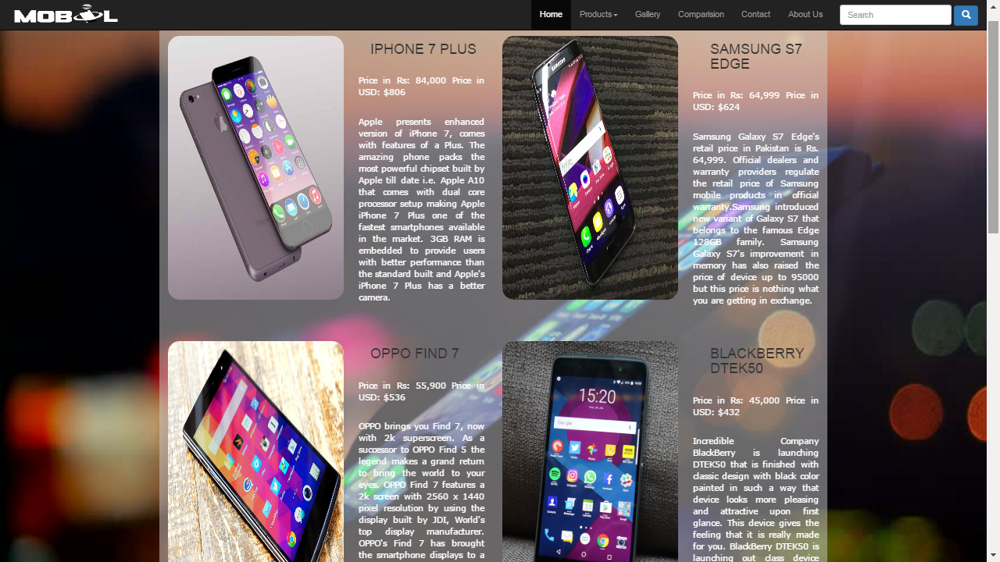 MOBOL
Home
Products
Gallery
Comparision
Contact
About Us
Search
IPHONE 7 PLUS
Price in Rs: 84,000 Price in
USD: $806
Apple presents enhanced
version of iPhone 7, comes
with features of a Plus. The
amazing phone packs the
most powerful chipset built by
Apple till date i.e. Apple A10
that comes with dual core
processor setup making Apple
iPhone 7 Plus one of the
fastest smartphones available
in the market. 3GB RAM is
embedded to provide users
with better performance than
the standard built and Apple's
iPhone 7 Plus has a better
camera.
SAMSUNG S7
EDGE
Price in Rs: 64,999 Price in
USD: $624
Samsung Galaxy S7 Edge's
retail price in Pakistan is Rs.
64,999. Official dealers and
warranty providers regulate
the retail price of Samsung
mobile products in official
warranty.Samsung introduced
new variant of Galaxy S7 that
belongs to the famous Edge
128GB family. Samsung
Galaxy S7's improvement in
memory has also raised the
price of device up to 95000
but this price is nothing what
you are getting in exchange.
OPPO FIND 7
Price in Rs: 55,900 Price in
USD: $536
OPPO brings you Find 7, now
with 2k superscreen. As a
successor to OPPO Find 5 the
legend makes a grand return
to bring the world to your
eyes. OPPO Find 7 features a
2k screen with 2560 x 1440
pixel resolution by using the
display built by JDI, World's
top display manufacturer.
OPPO's Find 7 has brought
the smartphone displays to a
15:20
Google
BLACKBERRY
DTEK50
Price in Rs: 45,000 Price in
USD: $432
Incredible Company
BlackBerry is launching
DTEK50 that is finished with
classic design with black color
painted in such a way that
device looks more pleasing
and attractive upon first
glance. This device gives the
feeling that it is really made
for you. BlackBerry DTEK50 is
launching out class device